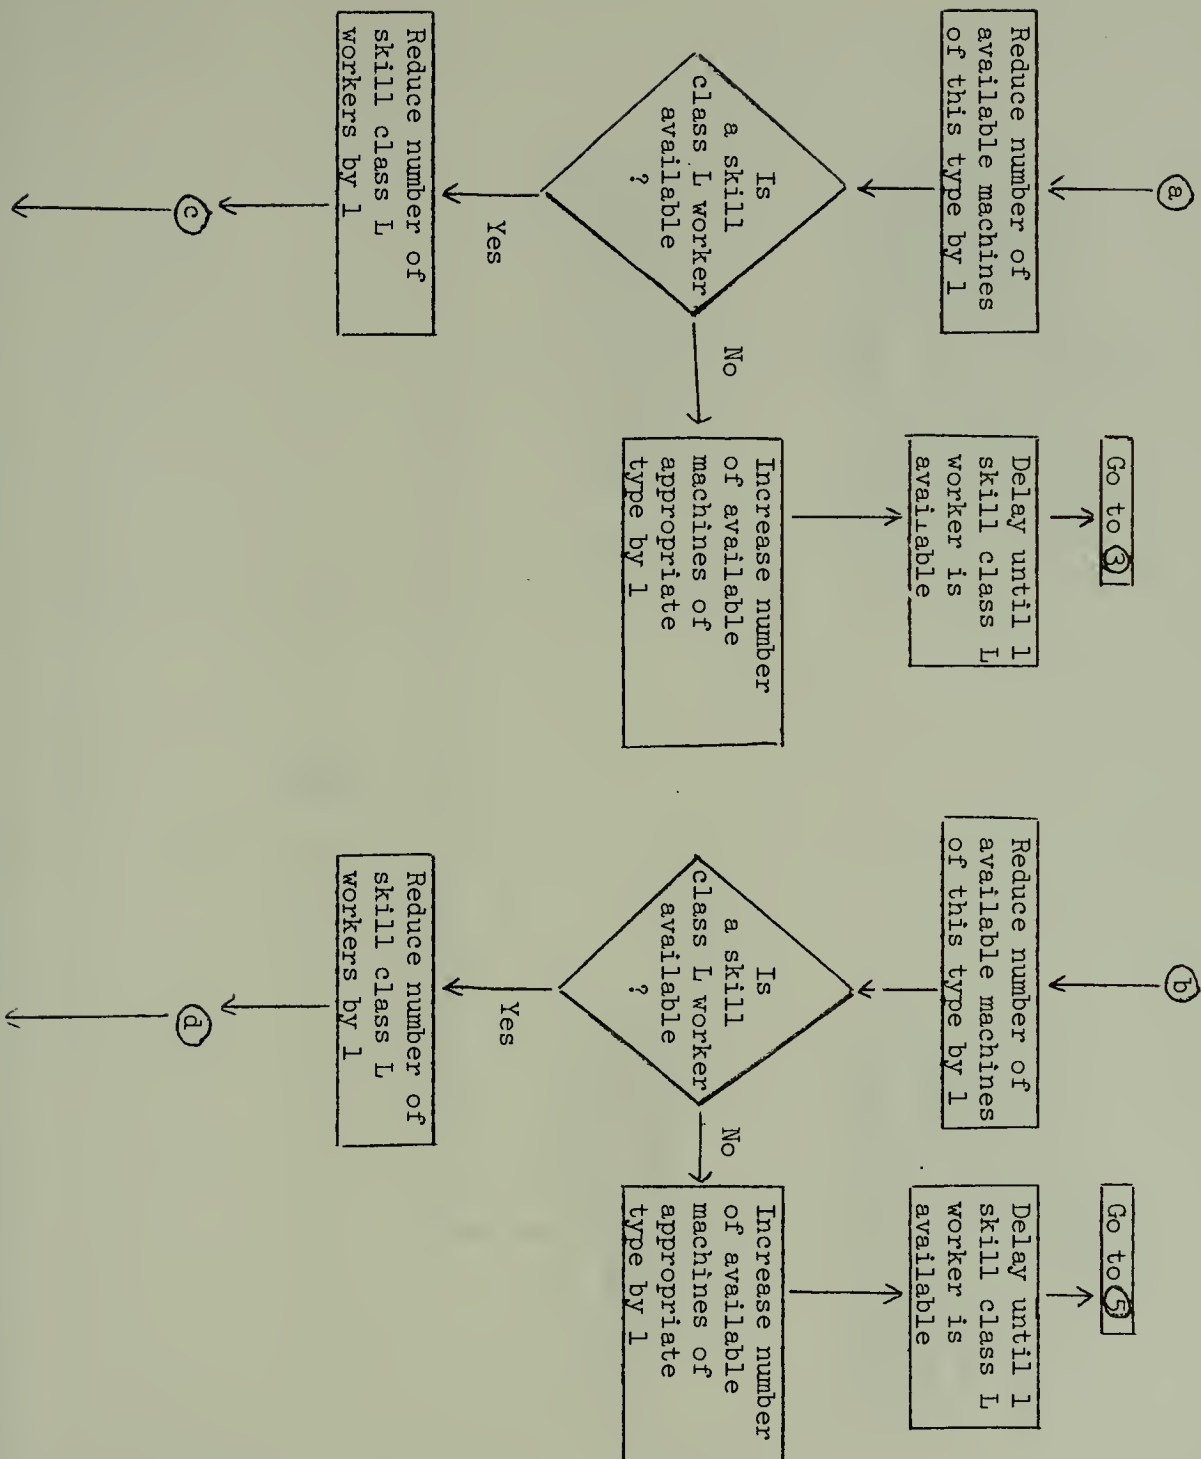 a
Reduce number of
available machines
of this type by 1
Is
a skill
class L worker
available
?
Yes
Reduce number of
skill class L
workers by 1
c
No
Increase number
of available
machines of
appropriate
type by 1
Delay until 1
skill class L
worker is
available
Go to 3
b
Reduce number of
available machines
of this type by 1
Is
a skill
class L worker
available
?
Yes
Reduce number of
skill class L
workers by 1
d
No
Increase number
of available
machines of
appropriate
type by 1
Delay until 1
skill class L
worker is
available
Go to 5